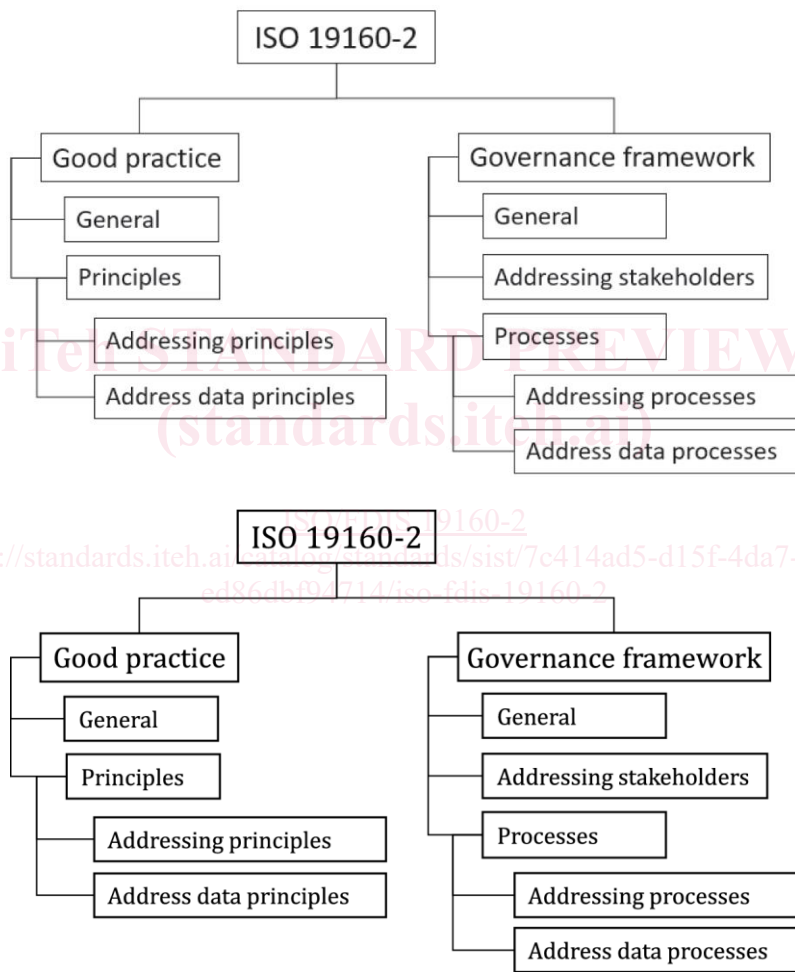 ISO 19160-2
Good practice
Governance framework
General
General
Principles
Addressing stakeholders
Processes
iTeh STANDARD PREVIEW
Addressing principles
Address data principles
Addressing processes
(standards.iteh.ai)
Address data processes
ISO/FDIS 19160-2
ISO 19160-2
://standards.iteh.ai/catalog/standards/sist/7c414ad5-d15f-4da7-
ed86dbf94714/iso-fdis-19160-2
Good practice
Governance framework
General
General
Principles
Addressing stakeholders
Processes
Addressing principles
Address data principles
Addressing processes
Address data processes